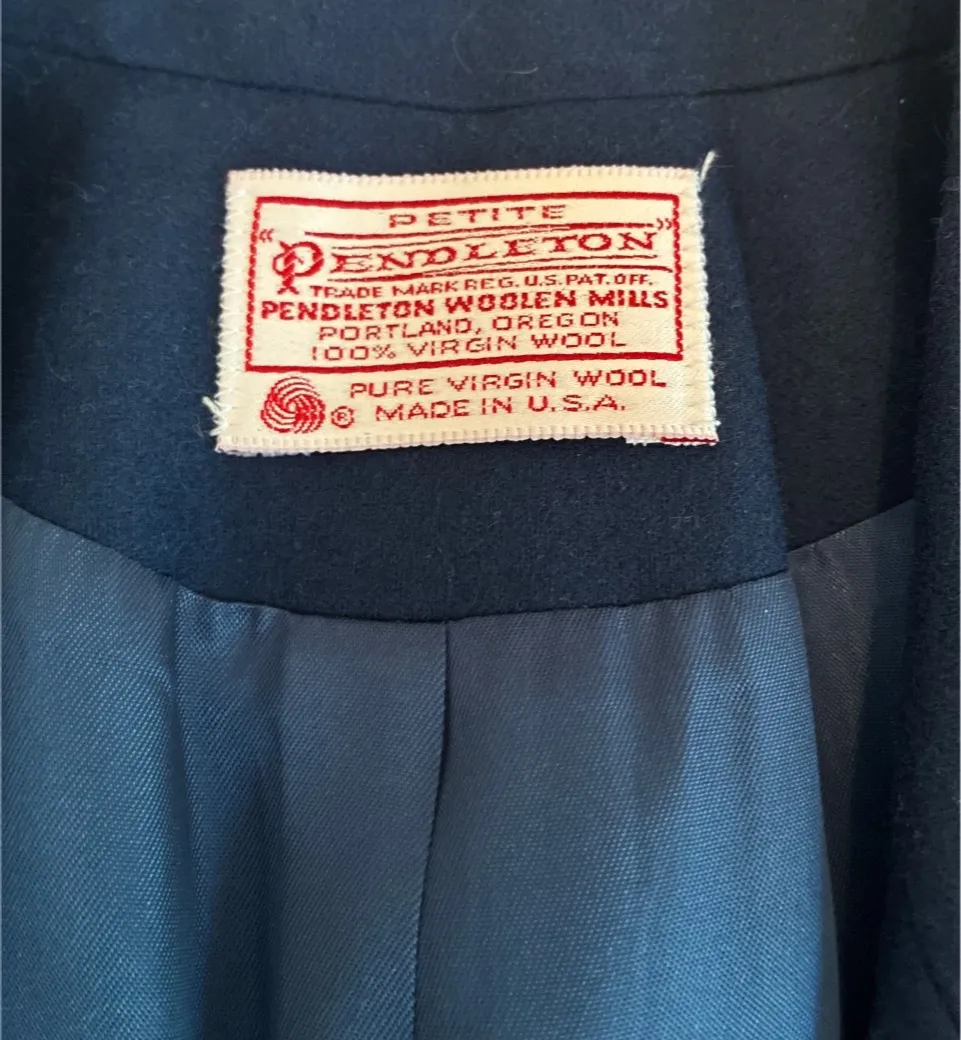 PETITE
"PENDLETON"
TRADE MARK REG. U.S. PAT. OFF.
PENDLETON WOOLEN MILLS
PORTLAND, OREGON
100% VIRGIN WOOL
PURE VIRGIN WOOL
® MADE IN U.S.A.